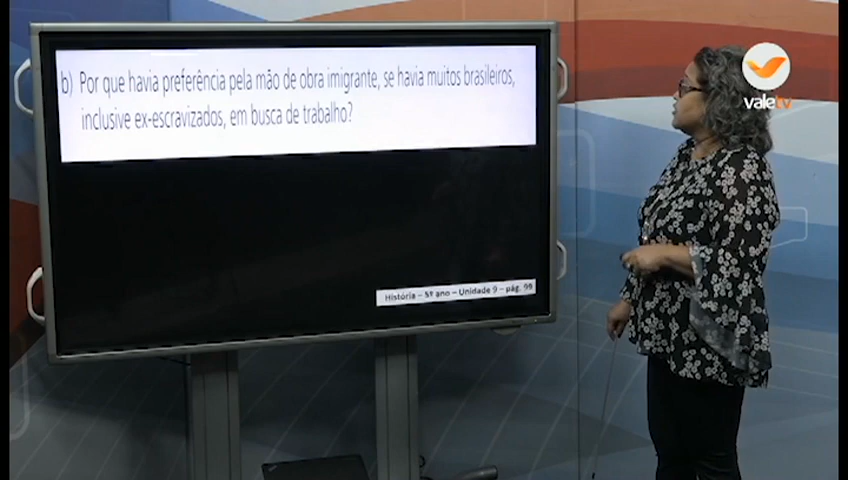 b) Por que havia preferência pela mão de obra imigrante, se havia muitos brasileiros,
inclusive ex-escravizados, em busca de trabalho?
História – 5º ano – Unidade 9 – pág. 99
valetv